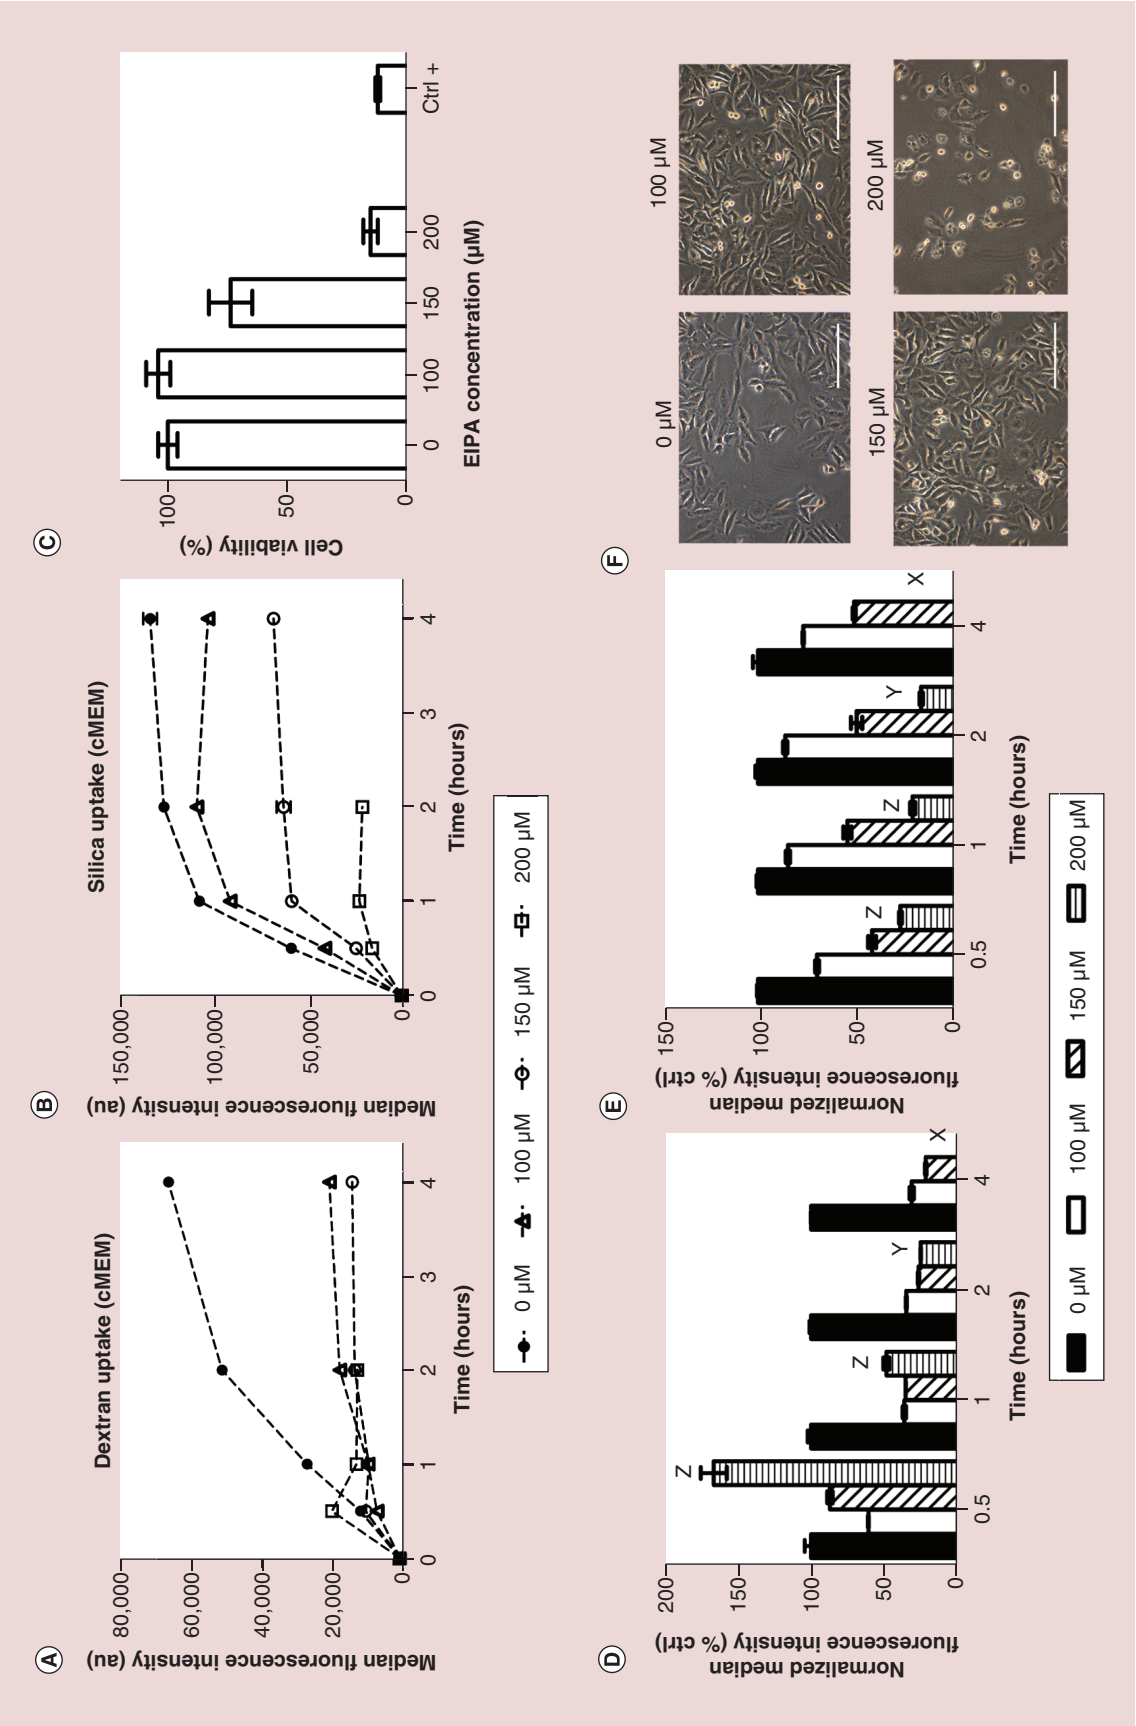 A
Dextran uptake (cMEM)
Median fluorescence intensity (au)
80,000
60,000
40,000
20,000
0
0 1 2 3 4
Time (hours)
B
Silica uptake (cMEM)
Median fluorescence intensity (au)
150,000
100,000
50,000
0
0 1 2 3 4
Time (hours)
0 µM 100 µM 150 µM 200 µM
C
Cell viability (%)
100
50
0
0 100 150 200 Ctrl +
EIPA concentration (µM)
D
Normalized median
fluorescence intensity (% ctrl)
200
150
100
50
0
Z Z Y X
0.5 1 2 4
Time (hours)
E
Normalized median
fluorescence intensity (% ctrl)
150
100
50
0
Z Z Y X
0.5 1 2 4
Time (hours)
0 µM 100 µM 150 µM 200 µM
F
0 µM 100 µM
150 µM 200 µM